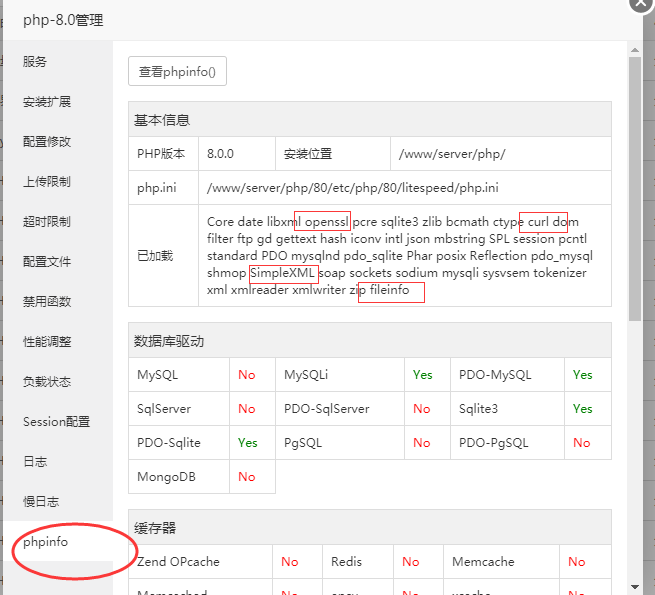 php-8.0管理
服务
安装扩展
配置修改
上传限制
超时限制
配置文件
禁用函数
性能调整
负载状态
Session配置
日志
慢日志
phpinfo
查看phpinfo()
基本信息
PHP版本 8.0.0 安装位置 /www/server/php/
php.ini /www/server/php/80/etc/php/80/litespeed/php.ini
已加载
Core date libxml openssl pcre sqlite3 zlib bcmath ctype curl dom
filter ftp gd gettext hash iconv intl json mbstring SPL session pcntl
standard PDO mysqlnd pdo_sqlite Phar posix Reflection pdo_mysql
shmop SimpleXML soap sockets sodium mysqli sysvsem tokenizer
xml xmlreader xmlwriter zip fileinfo
数据库驱动
MySQL No MySQLi Yes PDO-MySQL Yes
SqlServer No PDO-SqlServer No Sqlite3 Yes
PDO-Sqlite Yes PgSQL No PDO-PgSQL No
MongoDB No
缓存器
Zend OPcache No Redis No Memcache No